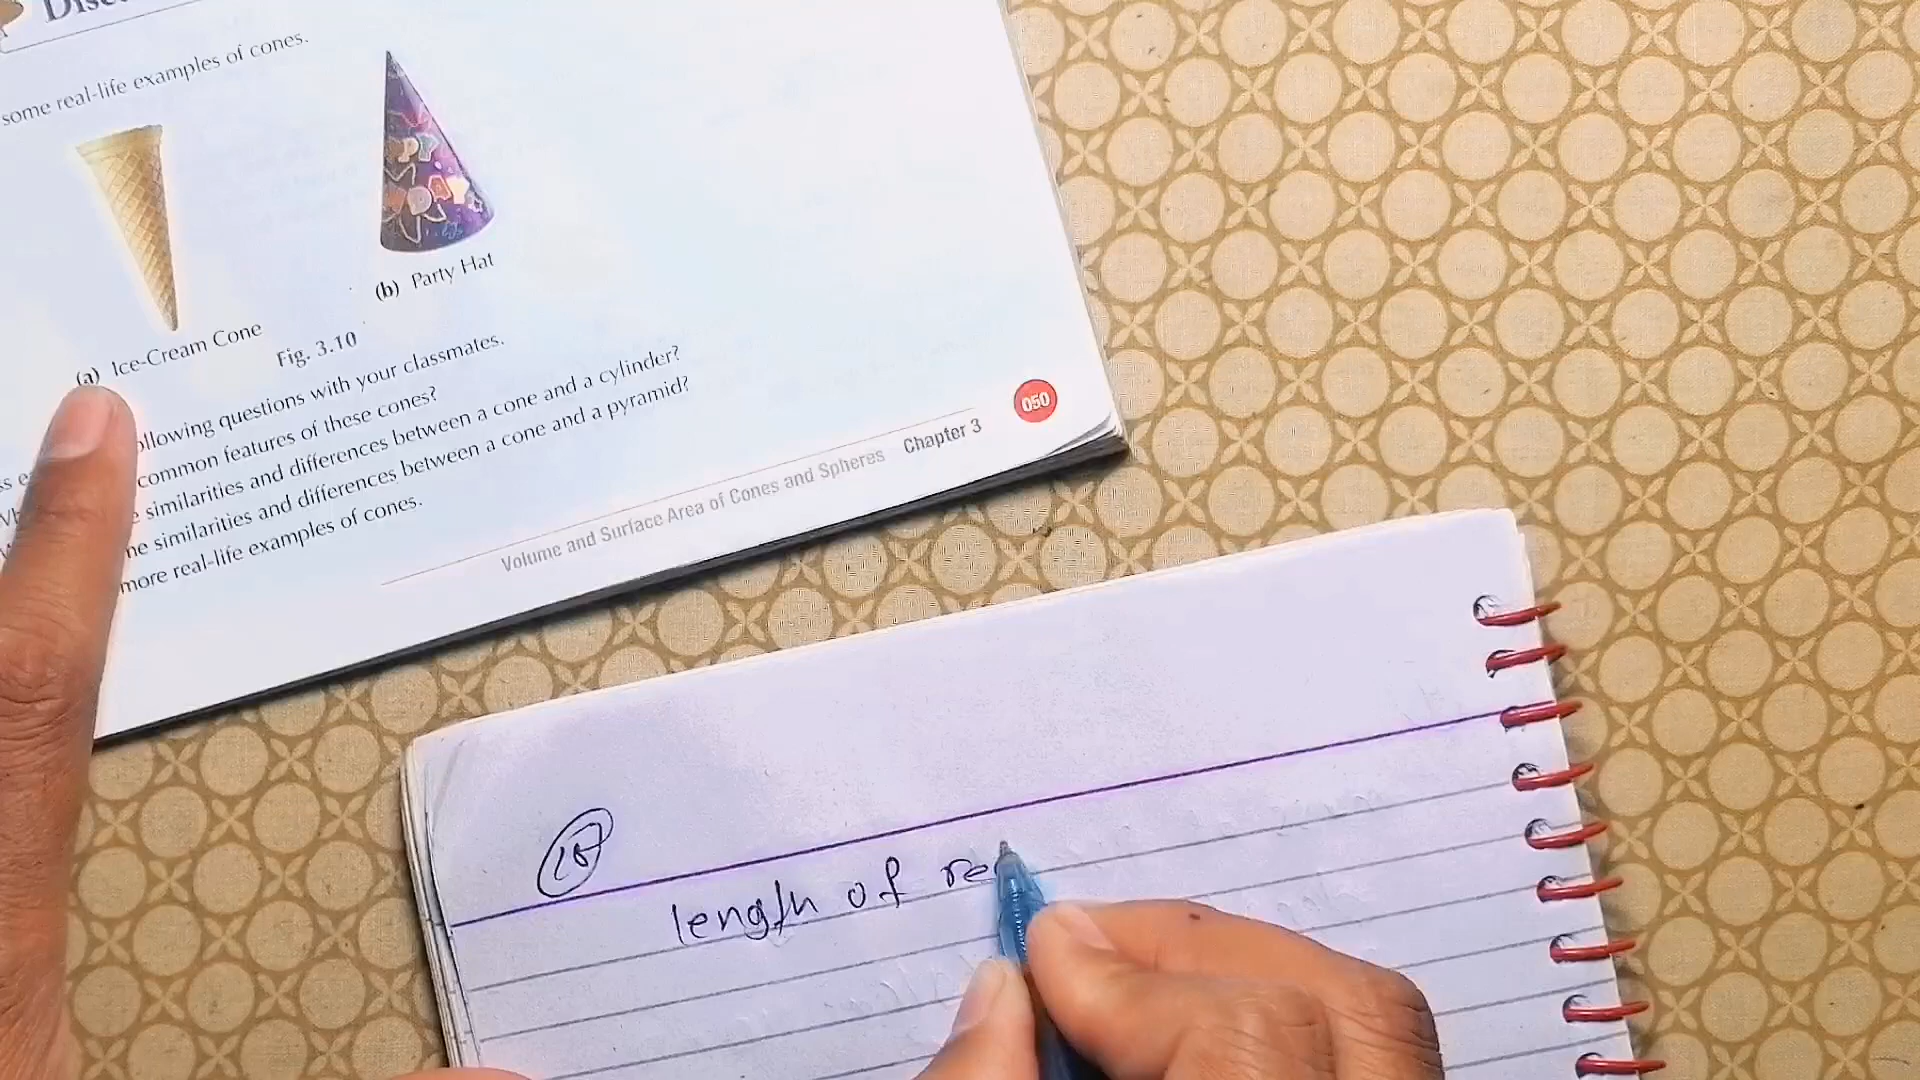 some real-life examples of cones.
(a) Ice-Cream Cone
(b) Party Hat
Fig. 3.10
following questions with your classmates.
common features of these cones?
similarities and differences between a cone and a cylinder?
similarities and differences between a cone and a pyramid?
more real-life examples of cones.
Volume and Surface Area of Cones and Spheres Chapter 3
050
length of rec